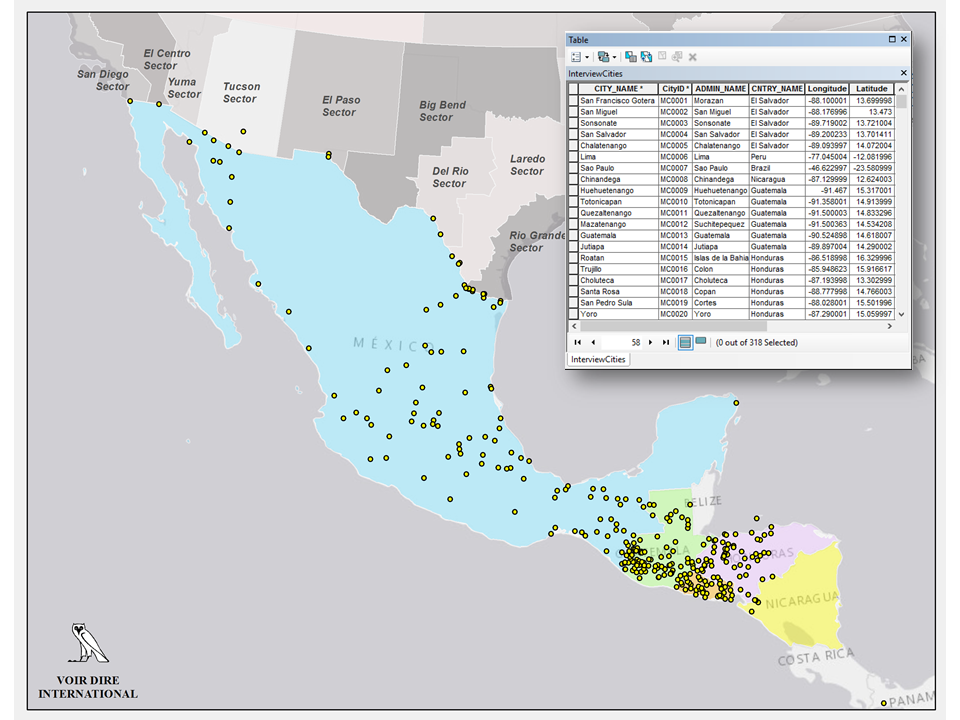 El Centro
Sector
San Diego
Sector
Yuma
Sector
Tucson
Sector
El Paso
Sector
Big Bend
Sector
Del Rio
Sector
Laredo
Sector
Rio Grande
Sector
Table
InterviewCities
CITY_NAME * CityID * ADMIN_NAME CNTRY_NAME Longitude Latitude
San Francisco Gotera MC0001 Morazan El Salvador -88.100001 13.699998
San Miguel MC0002 San Miguel El Salvador -88.176996 13.473
Sonsonate MC0003 Sonsonate El Salvador -89.719002 13.721004
San Salvador MC0004 San Salvador El Salvador -89.200233 13.701411
Chalatenango MC0005 Chalatenango El Salvador -89.093997 14.072004
Lima MC0006 Lima Peru -77.045004 -12.081996
Sao Paulo MC0007 Sao Paulo Brazil -46.622997 -23.580999
Chinandega MC0008 Chinandega Nicaragua -87.129999 12.624003
Huehuetenango MC0009 Huehuetenango Guatemala -91.467 15.317001
Totonicapan MC0010 Totonicapan Guatemala -91.358001 14.913999
Quezaltenango MC0011 Quezaltenango Guatemala -91.500003 14.833296
Mazatenango MC0012 Suchitepequez Guatemala -91.500363 14.534208
Guatemala MC0013 Guatemala Guatemala -90.524898 14.618007
Jutiapa MC0014 Jutiapa Guatemala -89.897004 14.290002
Roatan MC0015 Islas de la Bahia Honduras -86.518998 16.329996
Trujillo MC0016 Colon Honduras -85.948623 15.916617
Choluteca MC0017 Choluteca Honduras -87.193998 13.302999
Santa Rosa MC0018 Copan Honduras -88.777998 14.766003
San Pedro Sula MC0019 Cortes Honduras -88.028001 15.501996
Yoro MC0020 Yoro Honduras -87.290001 15.059997
58 (0 out of 318 Selected)
InterviewCities
MÉXICO
BELIZE
NICARAGUA
COSTA RICA
PANAM
VOIR DIRE
INTERNATIONAL